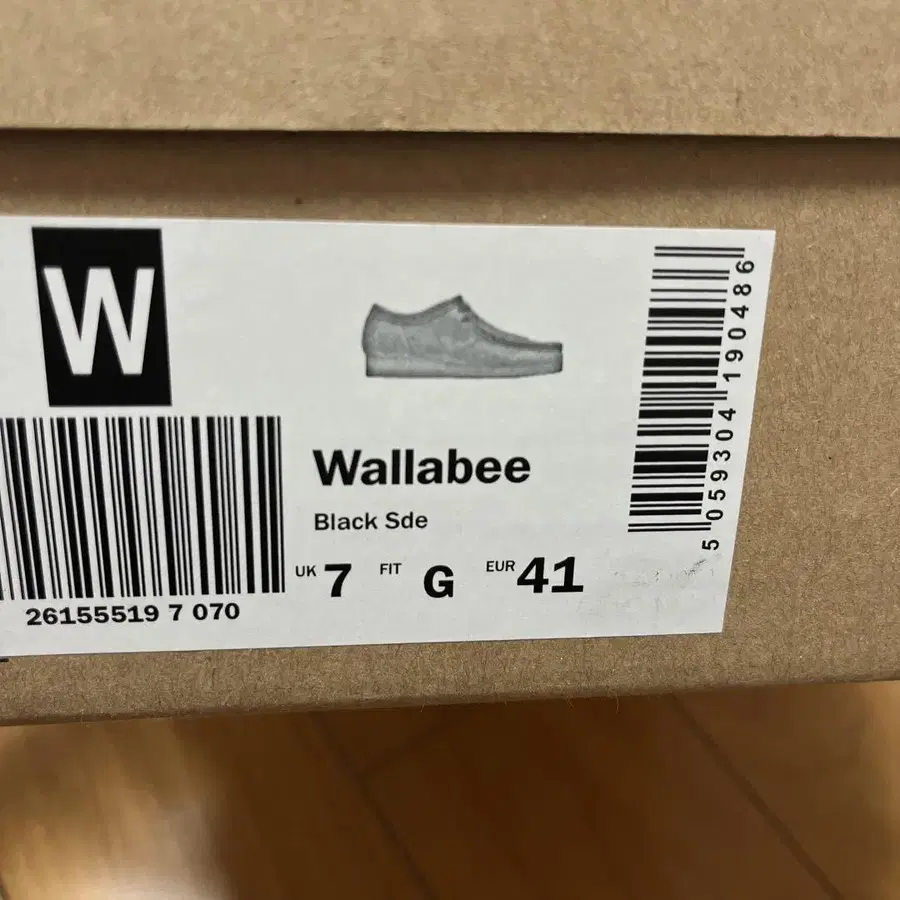 W
26155519 7 070
Wallabee
Black Sde
UK 7 FIT G EUR 41
5 059304 190486